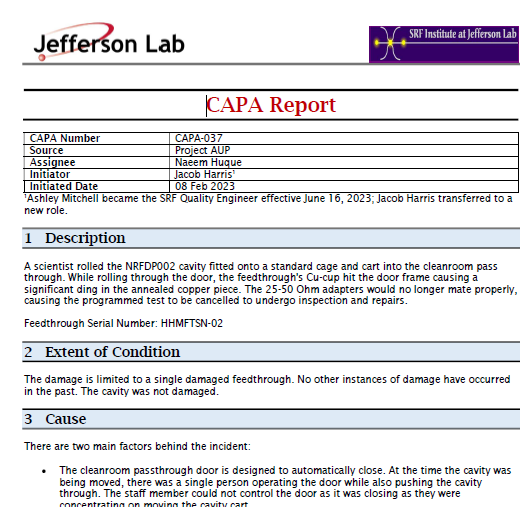 Jefferson Lab
SRF Institute at Jefferson Lab
CAPA Report
CAPA Number CAPA-037
Source Project AUP
Assignee Naeem Huque
Initiator Jacob Harris¹
Initiated Date 08 Feb 2023
¹Ashley Mitchell became the SRF Quality Engineer effective June 16, 2023; Jacob Harris transferred to a
new role.
1 Description
A scientist rolled the NRFDP002 cavity fitted onto a standard cage and cart into the cleanroom pass
through. While rolling through the door, the feedthrough's Cu-cup hit the door frame causing a
significant ding in the annealed copper piece. The 25-50 Ohm adapters would no longer mate properly,
causing the programmed test to be cancelled to undergo inspection and repairs.
Feedthrough Serial Number: HHMFTSN-02
2 Extent of Condition
The damage is limited to a single damaged feedthrough. No other instances of damage have occurred
in the past. The cavity was not damaged.
3 Cause
There are two main factors behind the incident:
• The cleanroom passthrough door is designed to automatically close. At the time the cavity was
being moved, there was a single person operating the door while also pushing the cavity
through. The staff member could not control the door as it was closing as they were
concentrating on moving the cavity cart.